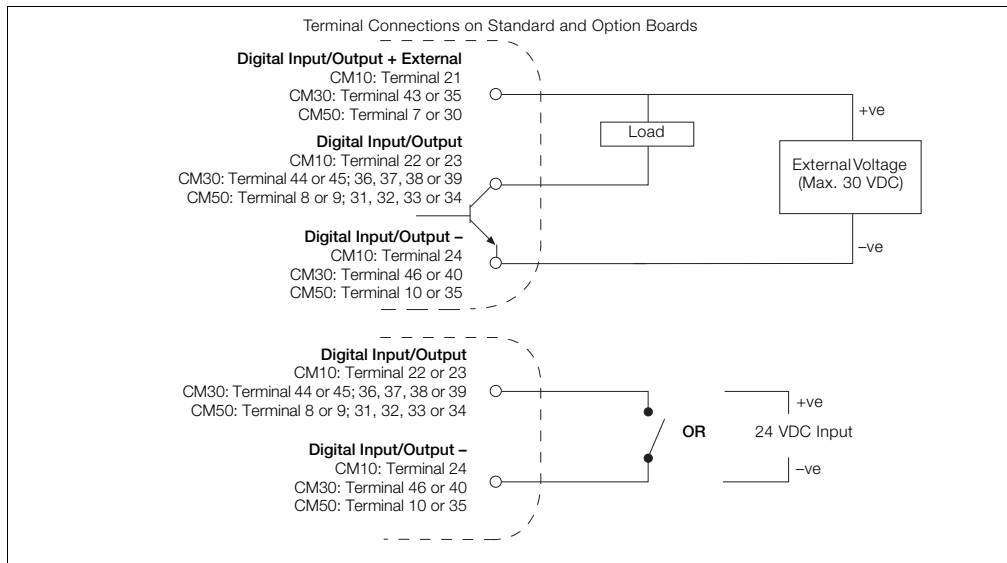 Terminal Connections on Standard and Option Boards
Digital Input/Output + External
CM10: Terminal 21
CM30: Terminal 43 or 35
CM50: Terminal 7 or 30
Digital Input/Output
CM10: Terminal 22 or 23
CM30: Terminal 44 or 45; 36, 37, 38 or 39
CM50: Terminal 8 or 9; 31, 32, 33 or 34
Digital Input/Output –
CM10: Terminal 24
CM30: Terminal 46 or 40
CM50: Terminal 10 or 35
Load
+ve
External Voltage
(Max. 30 VDC)
–ve
Digital Input/Output
CM10: Terminal 22 or 23
CM30: Terminal 44 or 45; 36, 37, 38 or 39
CM50: Terminal 8 or 9; 31, 32, 33 or 34
Digital Input/Output –
CM10: Terminal 24
CM30: Terminal 46 or 40
CM50: Terminal 10 or 35
OR
+ve
24 VDC Input
–ve